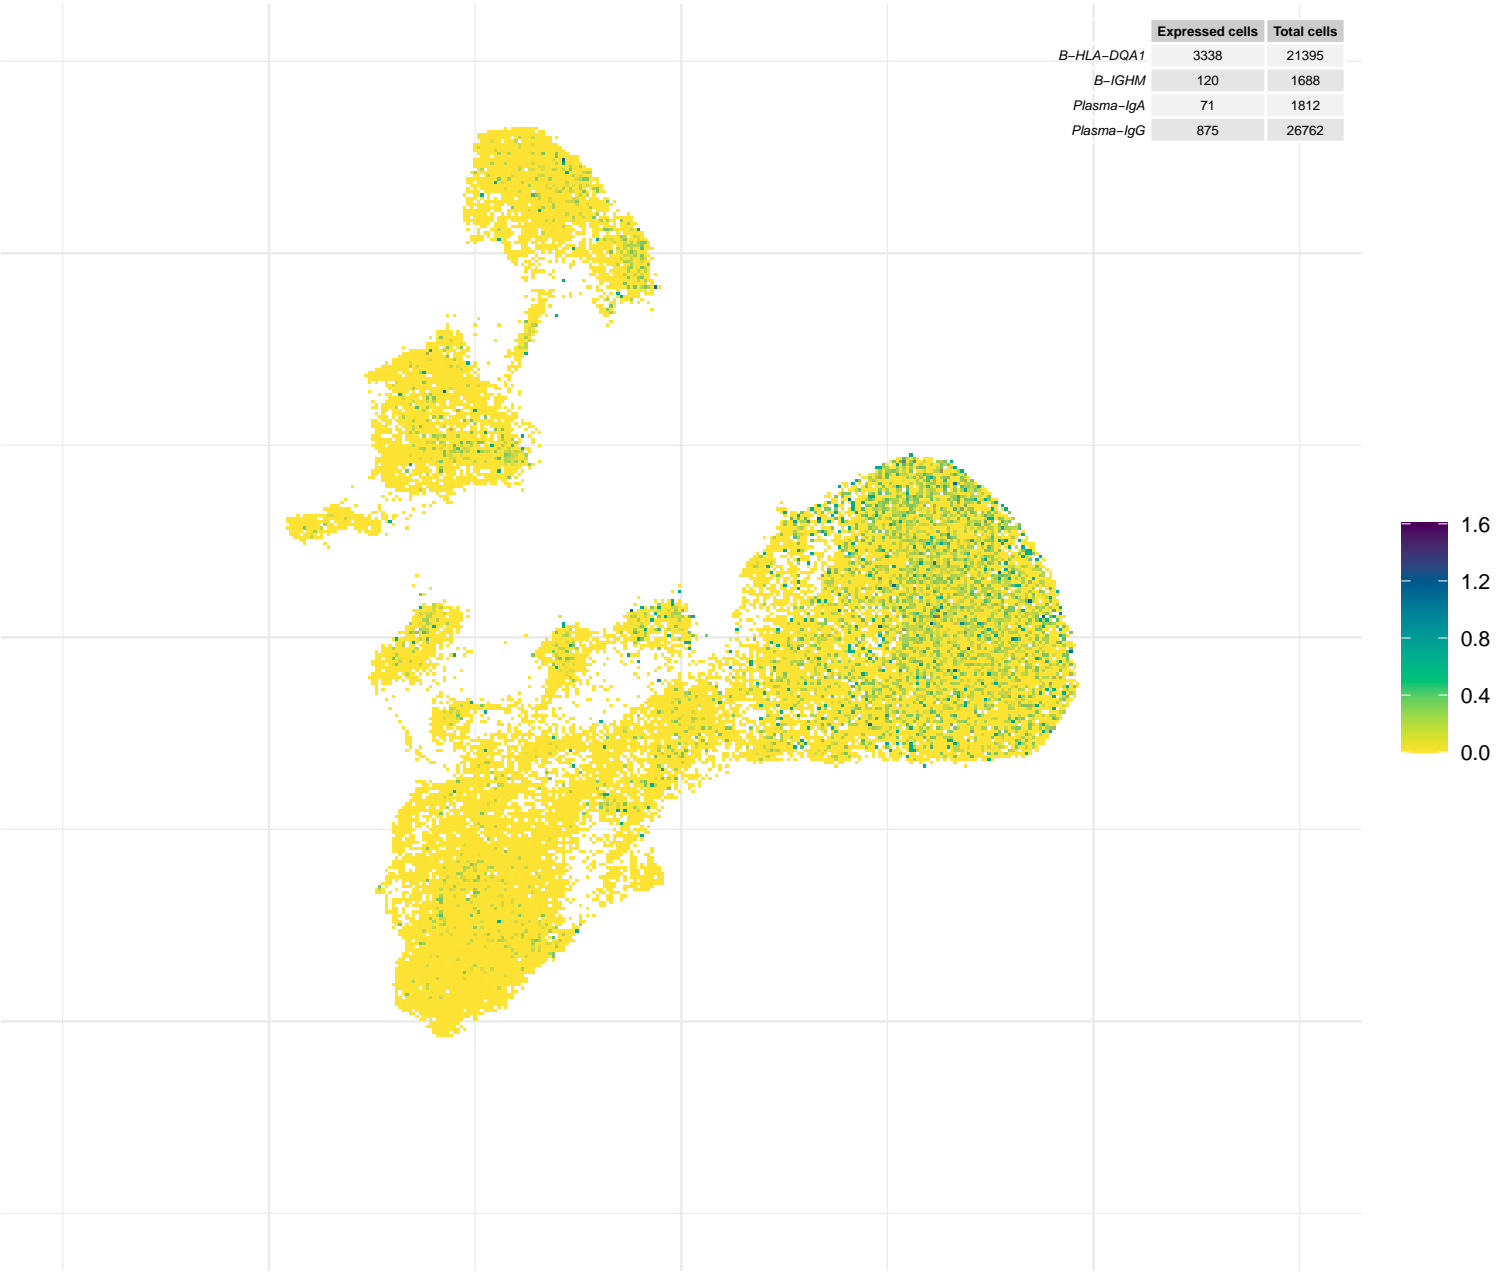 Expressed cells Total cells
B−HLA−DQA1 3338 21395
B−IGHM 120 1688
Plasma−IgA 71 1812
Plasma−IgG 875 26762
1.6
1.2
0.8
0.4
0.0